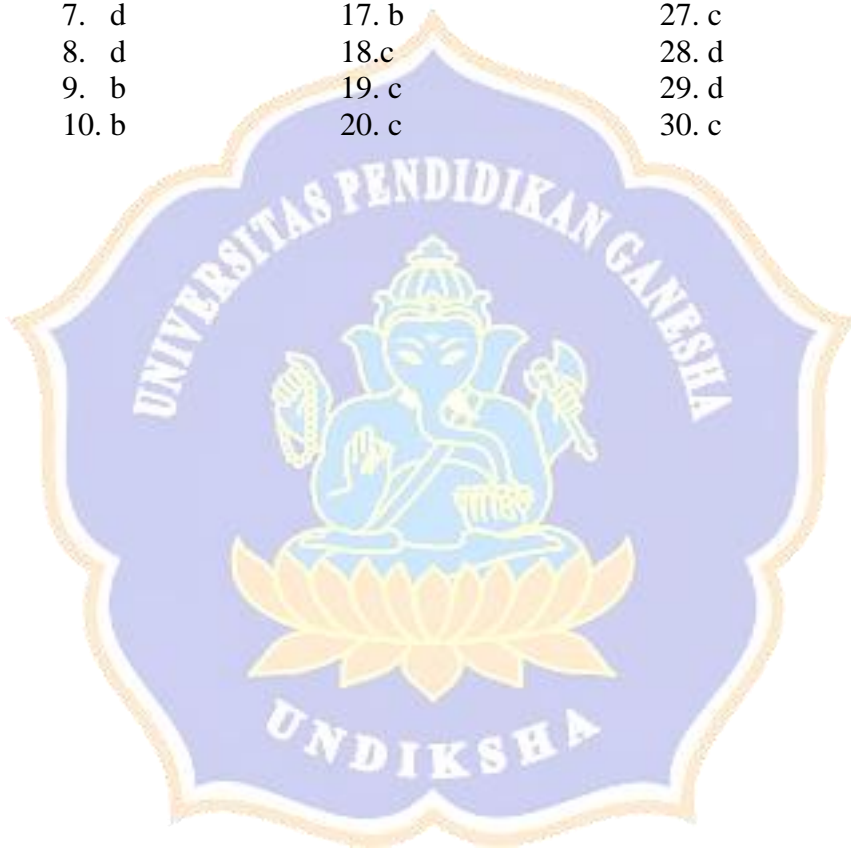 7. d 17. b 27. c
8. d 18.c 28. d
9. b 19. c 29. d
10. b 20. c 30. c
UNIVERSITAS PENDIDIKAN GANESHA
UNDIKSHA